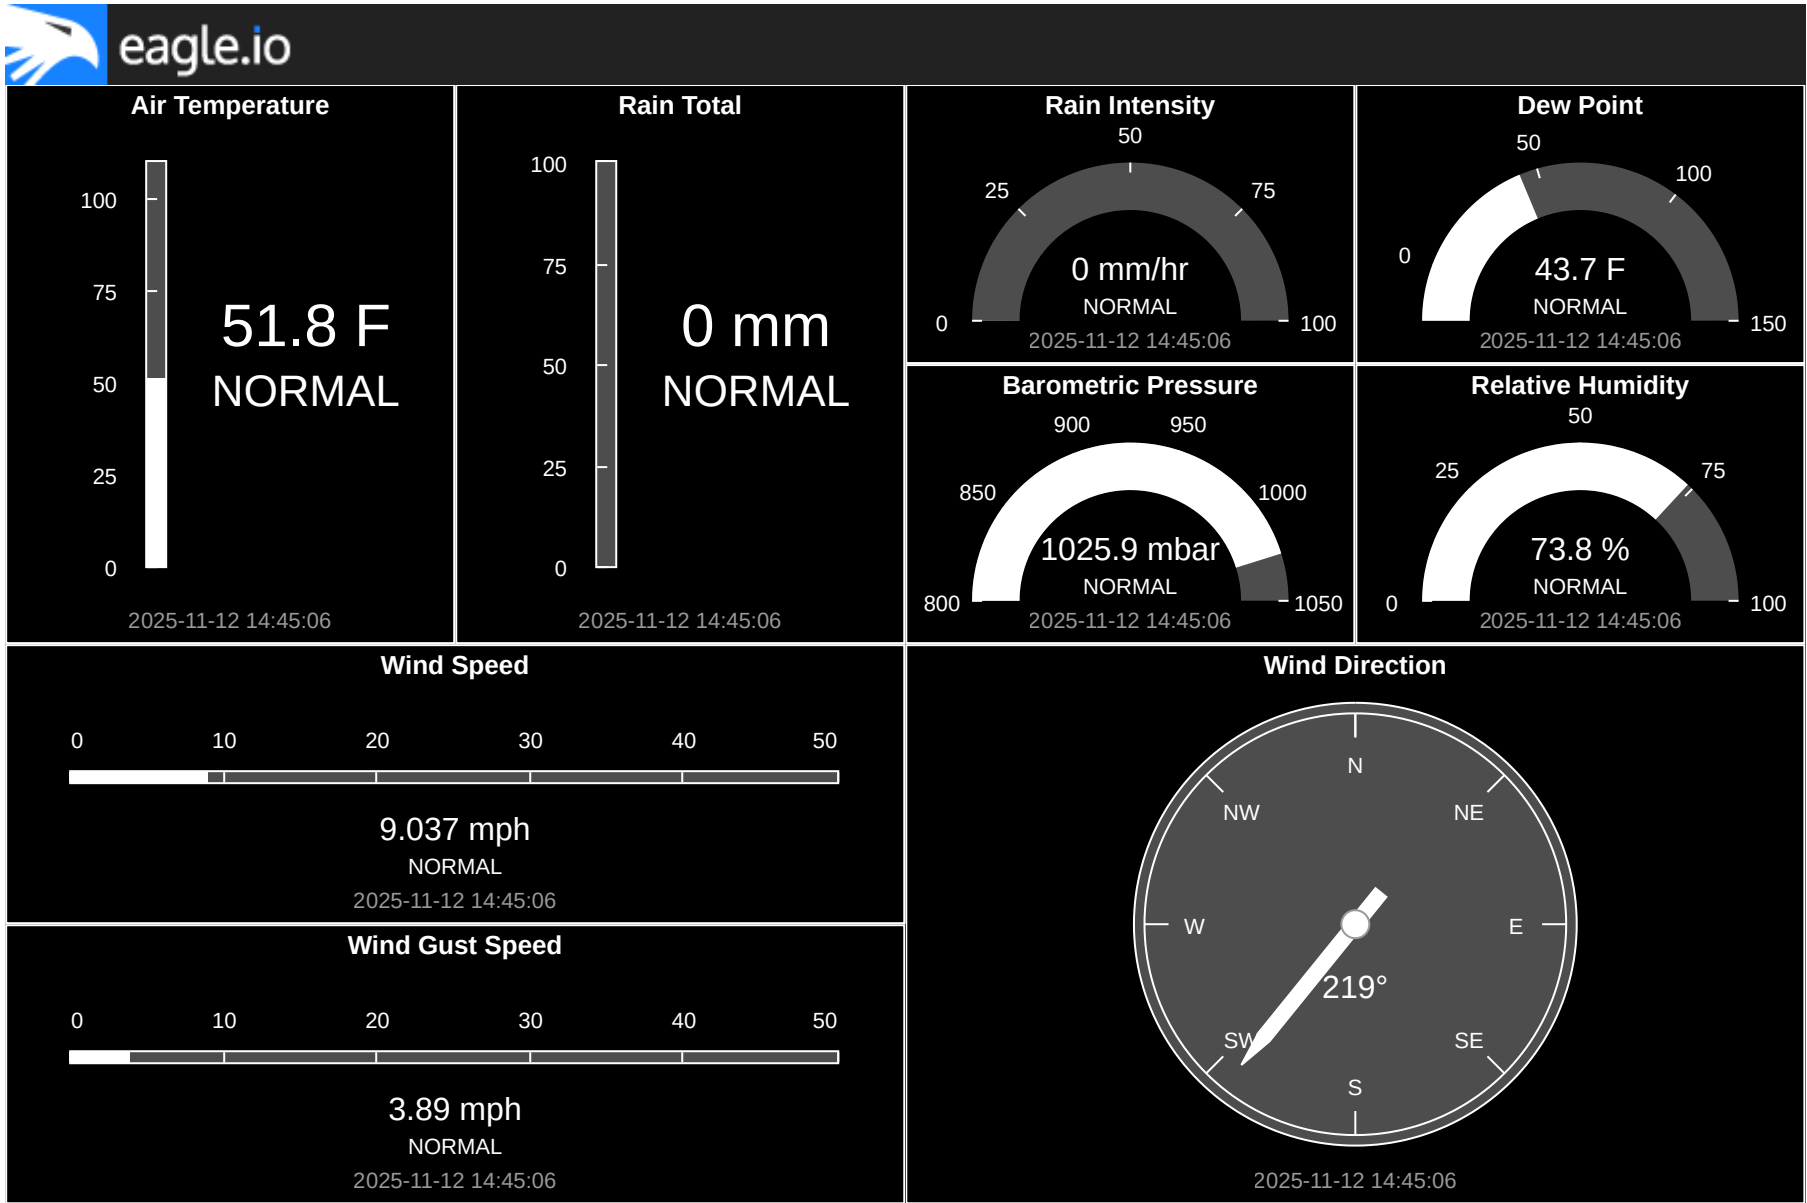 eagle.io
Air Temperature
100
75
50
25
0
51.8 F
NORMAL
2025-11-12 14:45:06
Rain Total
100
75
50
25
0
0 mm
NORMAL
2025-11-12 14:45:06
Rain Intensity
50
25
75
0
100
0 mm/hr
NORMAL
2025-11-12 14:45:06
Dew Point
50
100
0
150
43.7 F
NORMAL
2025-11-12 14:45:06
Barometric Pressure
900
950
850
1000
800
1050
1025.9 mbar
NORMAL
2025-11-12 14:45:06
Relative Humidity
50
25
75
0
100
73.8 %
NORMAL
2025-11-12 14:45:06
Wind Speed
0 10 20 30 40 50
9.037 mph
NORMAL
2025-11-12 14:45:06
Wind Gust Speed
0 10 20 30 40 50
3.89 mph
NORMAL
2025-11-12 14:45:06
Wind Direction
N
NW
NE
W
E
219°
SW
SE
S
2025-11-12 14:45:06